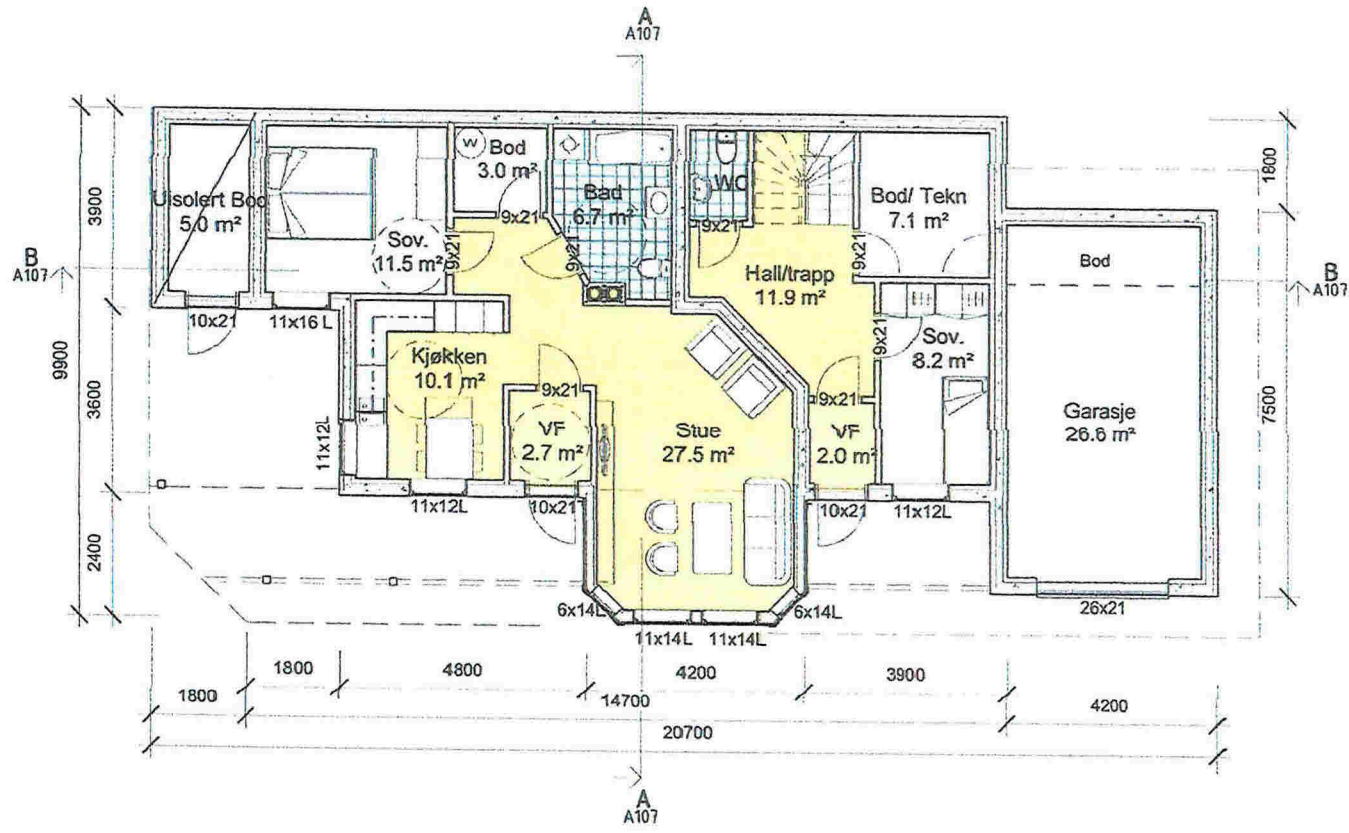 A
A107
Uisolert Bod
5.0 m²
Sov.
11.5 m²
Bod
3.0 m²
W
Bad
6.7 m²
WC
Hall/trapp
11.9 m²
Bod/ Tekn
7.1 m²
Bod
Garasje
26.6 m²
Sov.
8.2 m²
Kjøkken
10.1 m²
VF
2.7 m²
Stue
27.5 m²
VF
2.0 m²
9x21
9x21
9x21
9x21
9x21
9x21
9x21
9x21
9x21
10x21
11x16 L
11x12L
11x12L
10x21
6x14L
11x14L
11x14L
6x14L
10x21
11x12L
26x21
B
A107
B
A107
3900
9900
3600
2400
1800
7500
1800
4800
4200
3900
1800
14700
4200
20700
A
A107